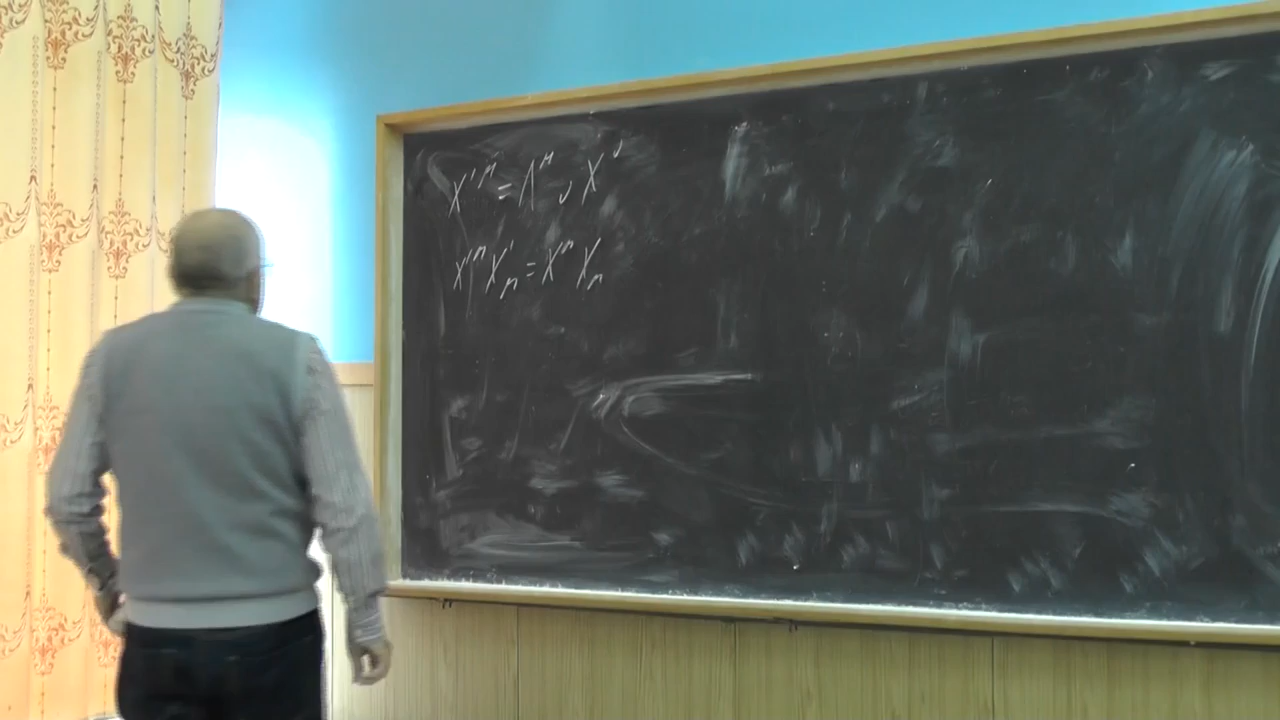 x'^μ = Λ^μ_ν x^ν
x'^μ x'_μ = x^μ x_μ